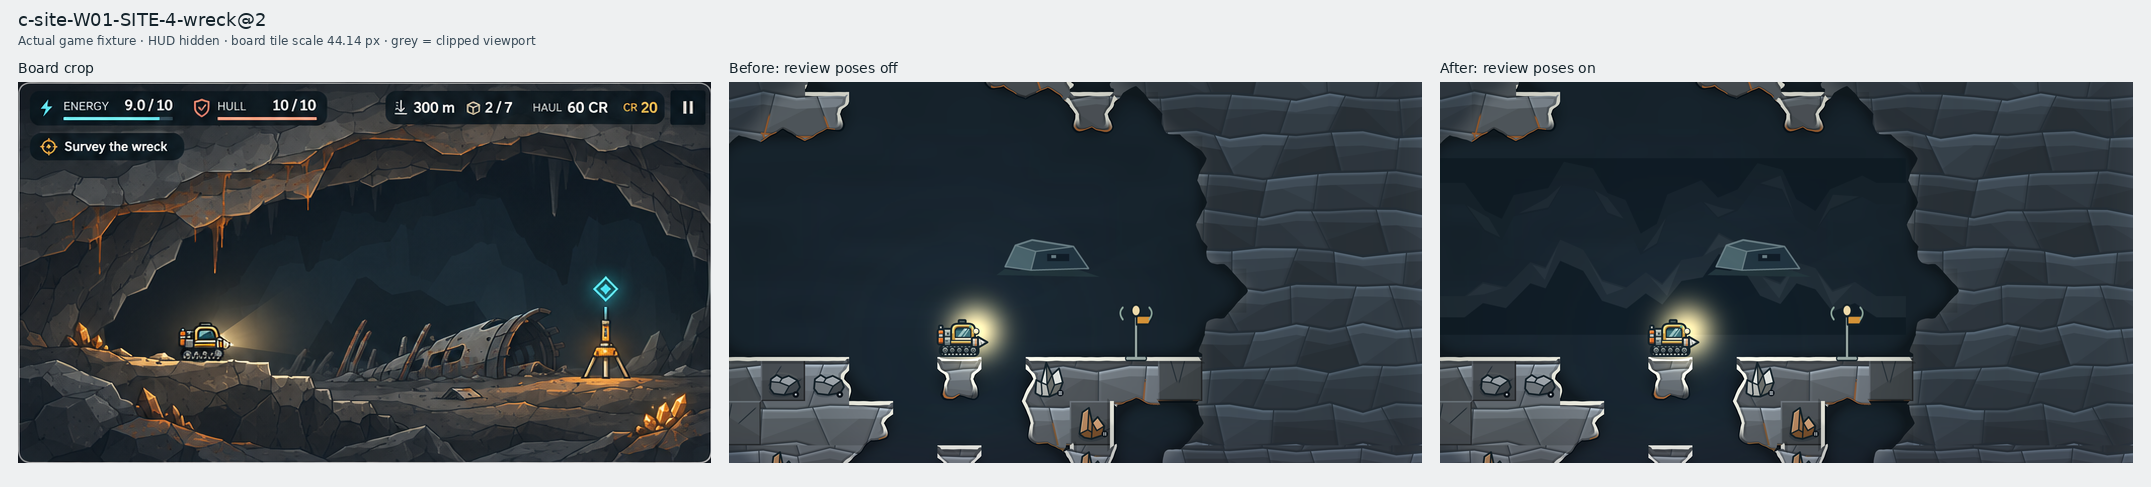 c-site-W01-SITE-4-wreck@2
Actual game fixture · HUD hidden · board tile scale 44.14 px · grey = clipped viewport
Board crop
Before: review poses off
After: review poses on
ENERGY 9.0/10 HULL 10/10 300 m 2/7 HAUL 60 CR CR 20
Survey the wreck